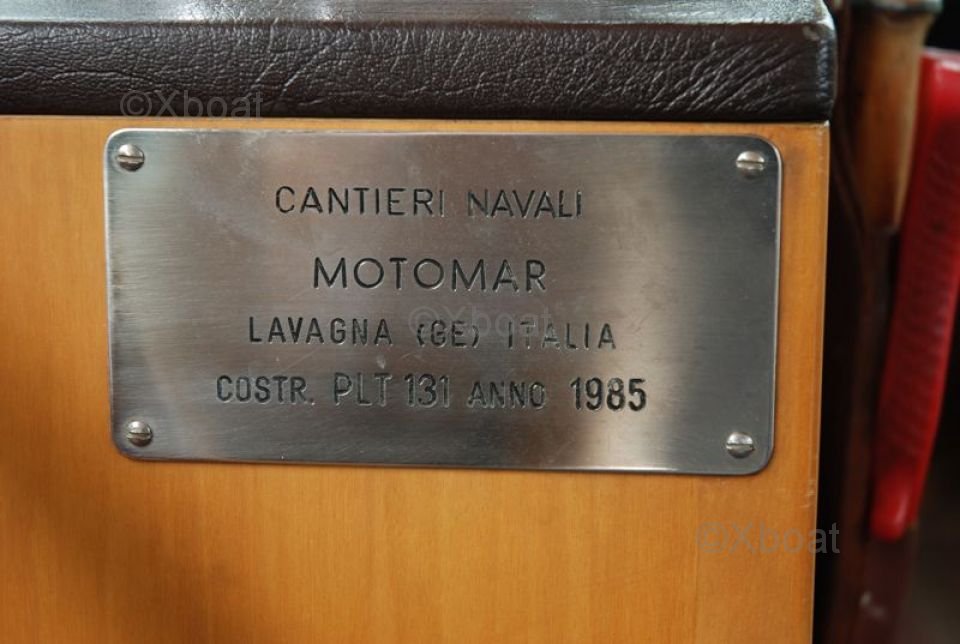 ©Xboat
CANTIERI NAVALI
MOTOMAR
©Xboat
LAVAGNA (GE) ITALIA
COSTR. PLT 131 ANNO 1985
©Xboat